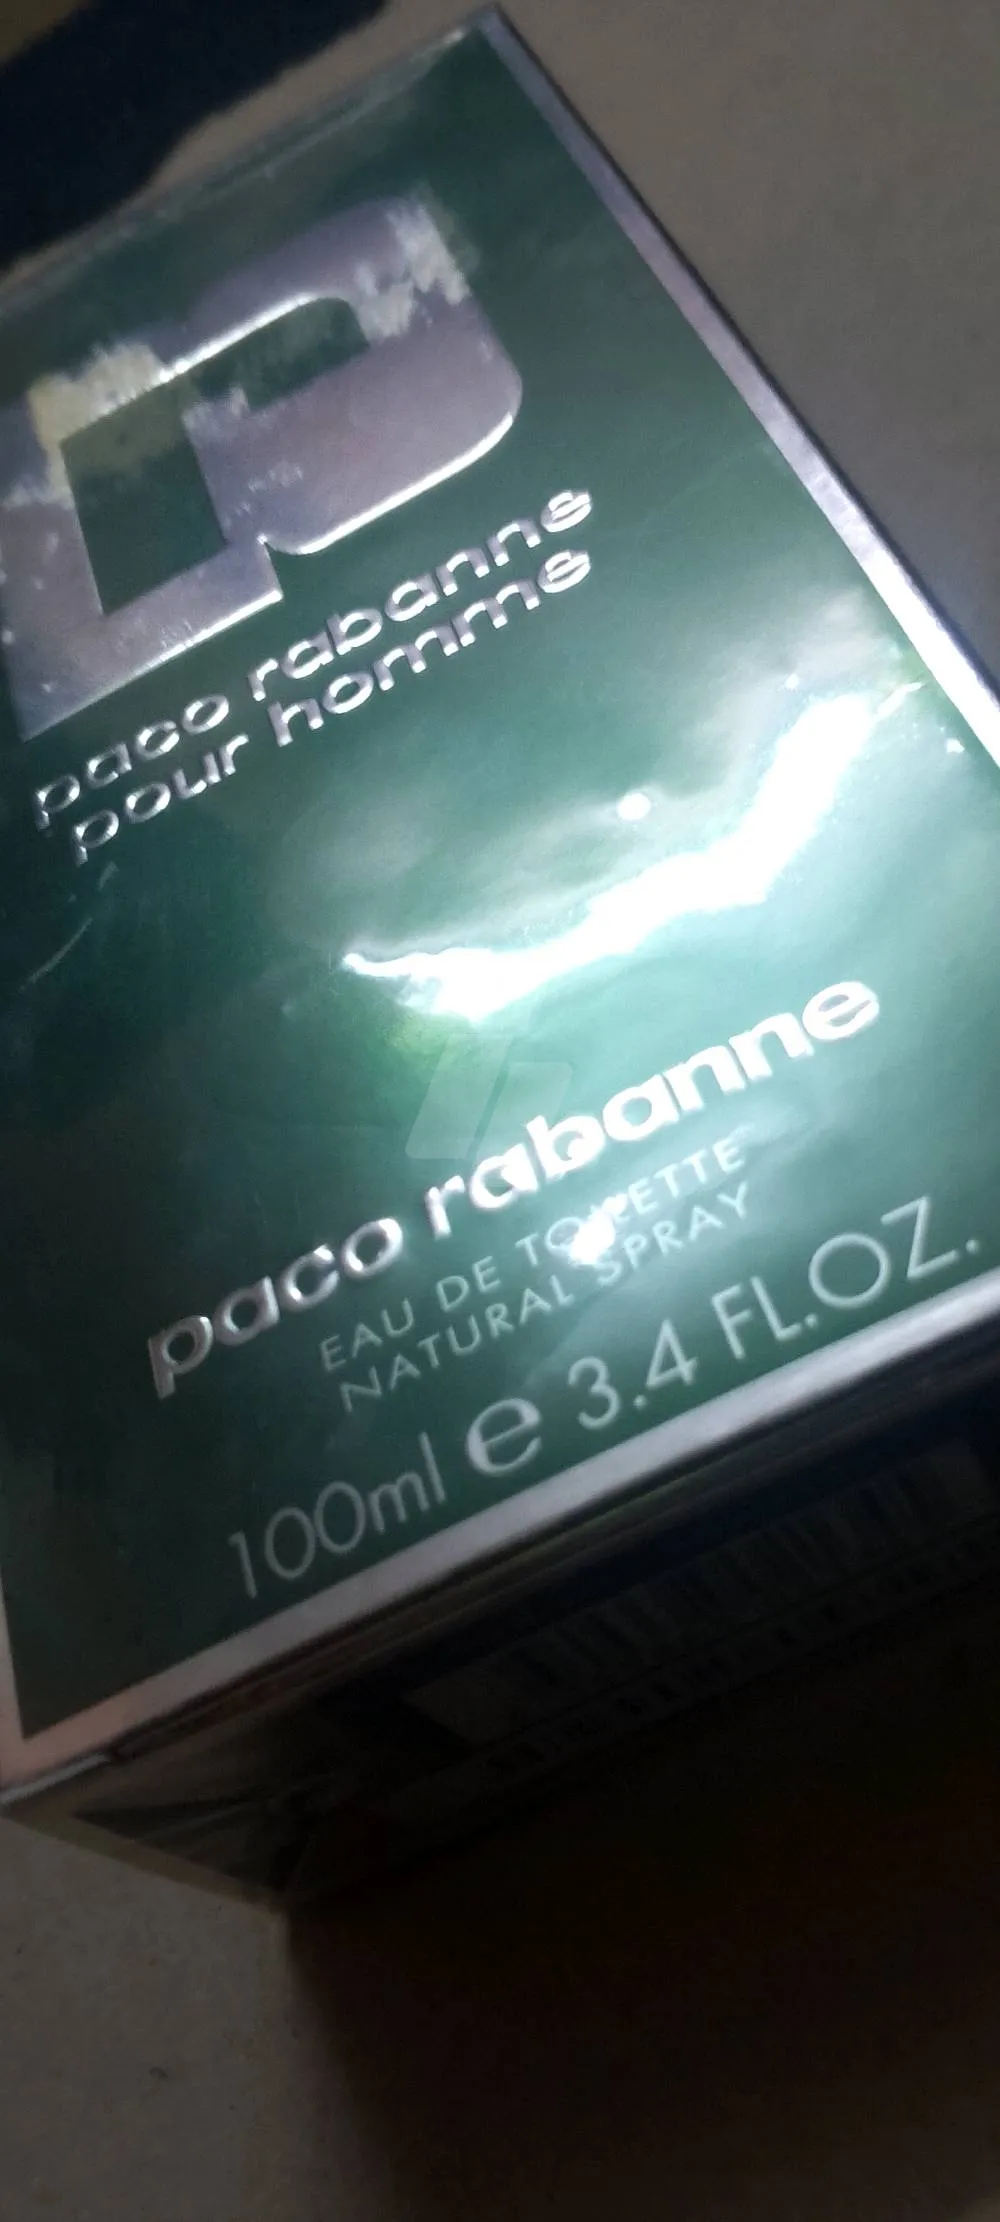 paco rabanne
pour homme
paco rabanne
EAU DE TOILETTE
NATURAL SPRAY
100ml e 3.4 FL.OZ.